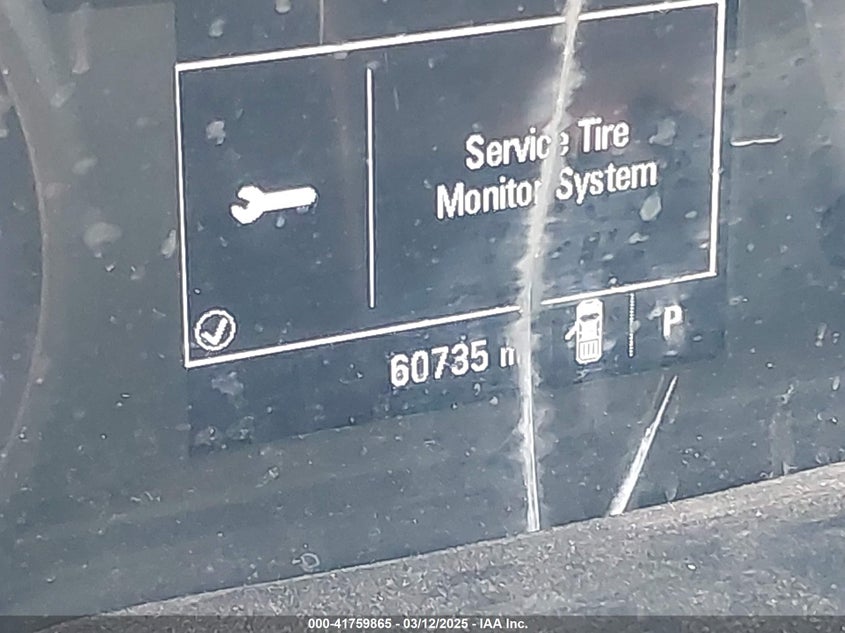 Service Tire
Monitor System
60735
P
000-41759865 - 03/12/2025 - IAA Inc.